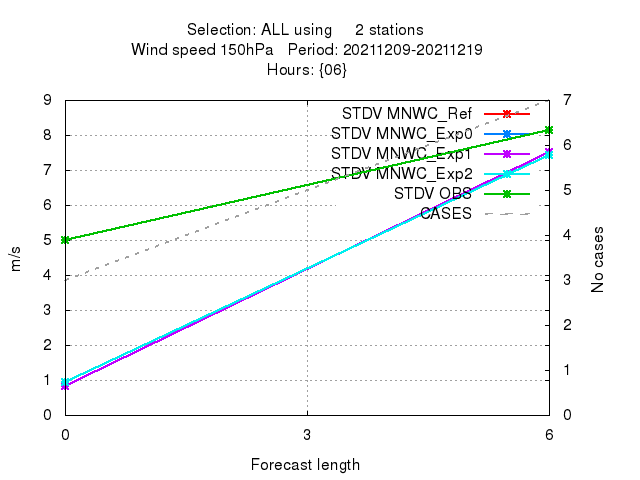 Selection: ALL using 2 stations
Wind speed 150hPa Period: 20211209-20211219
Hours: {06}
9 7
STDV MNWC_Ref
8 STDV MNWC_Exp0
6
STDV MNWC_Exp1
7 STDV MNWC_Exp2
5
STDV OBS
6 CASES
5 4
m/s
No cases
4 3
3
2
2
1 1
0 0
0 3 6
Forecast length